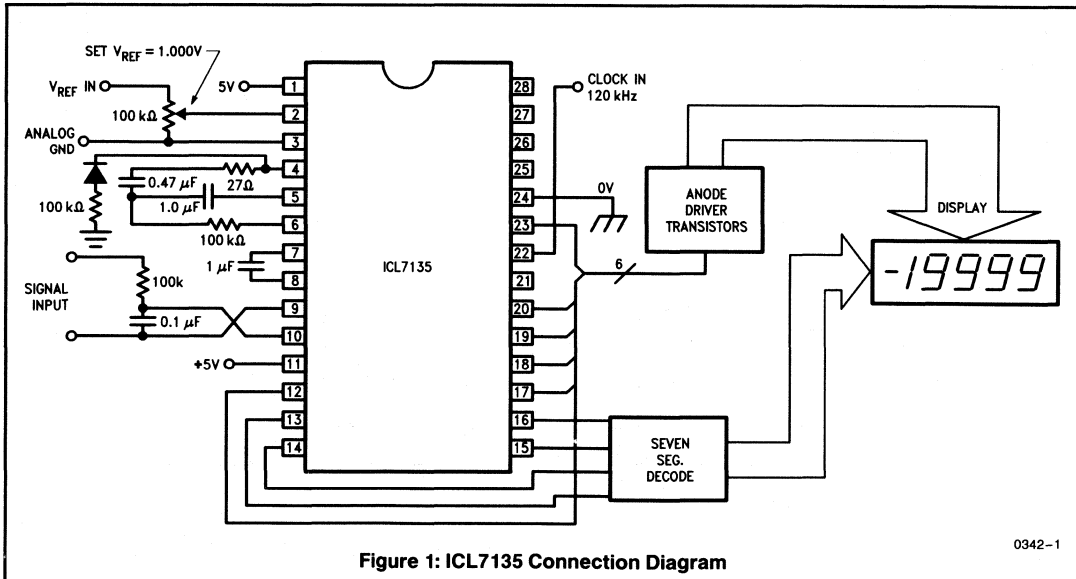 SET VREF = 1.000V
VREF IN
100 kΩ
ANALOG
GND
5V
0.47 µF
27Ω
1.0 µF
100 kΩ
100 kΩ
1 µF
SIGNAL
INPUT
100k
0.1 µF
+5V
1
2
3
4
5
6
7
8
9
10
11
12
13
14
ICL7135
28
27
26
25
24
23
22
21
20
19
18
17
16
15
CLOCK IN
120 kHz
0V
6
ANODE
DRIVER
TRANSISTORS
DISPLAY
-19999
SEVEN
SEG.
DECODE
0342-1
Figure 1: ICL7135 Connection Diagram